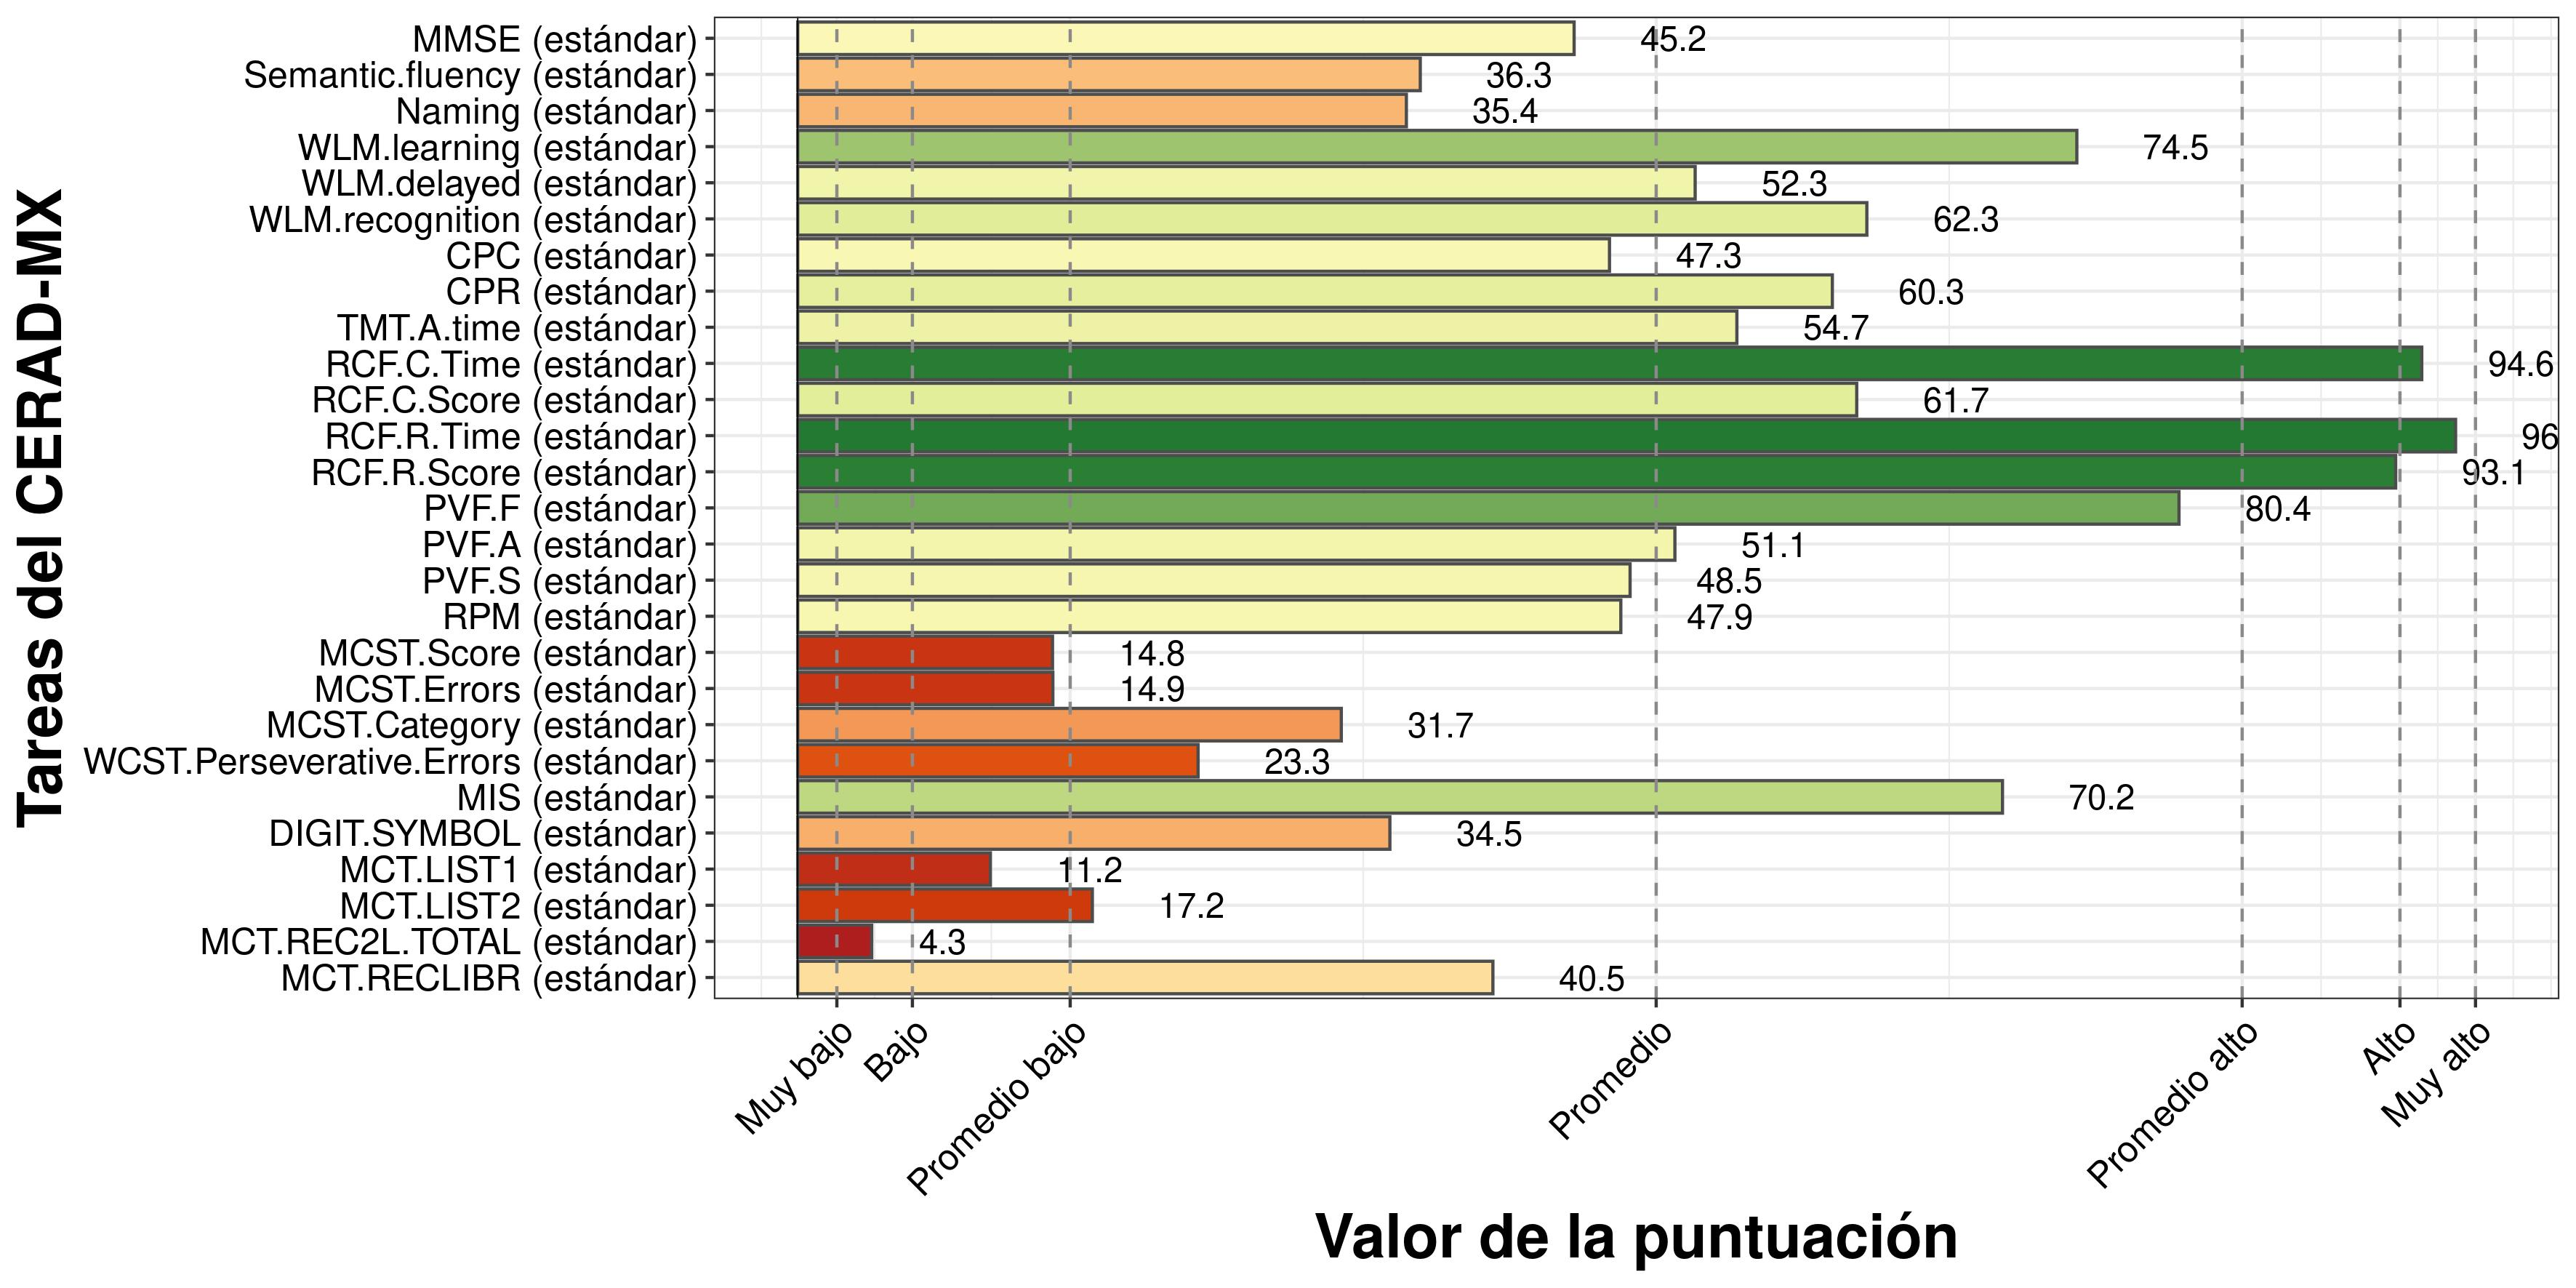 Tareas del CERAD-MX
MMSE (estándar) 45.2
Semantic.fluency (estándar) 36.3
Naming (estándar) 35.4
WLM.learning (estándar) 74.5
WLM.delayed (estándar) 52.3
WLM.recognition (estándar) 62.3
CPC (estándar) 47.3
CPR (estándar) 60.3
TMT.A.time (estándar) 54.7
RCF.C.Time (estándar) 94.6
RCF.C.Score (estándar) 61.7
RCF.R.Time (estándar) 96
RCF.R.Score (estándar) 93.1
PVF.F (estándar) 80.4
PVF.A (estándar) 51.1
PVF.S (estándar) 48.5
RPM (estándar) 47.9
MCST.Score (estándar) 14.8
MCST.Errors (estándar) 14.9
MCST.Category (estándar) 31.7
WCST.Perseverative.Errors (estándar) 23.3
MIS (estándar) 70.2
DIGIT.SYMBOL (estándar) 34.5
MCT.LIST1 (estándar) 11.2
MCT.LIST2 (estándar) 17.2
MCT.REC2L.TOTAL (estándar) 4.3
MCT.RECLIBR (estándar) 40.5
Muy bajo
Bajo
Promedio bajo
Promedio
Promedio alto
Alto
Muy alto
Valor de la puntuación